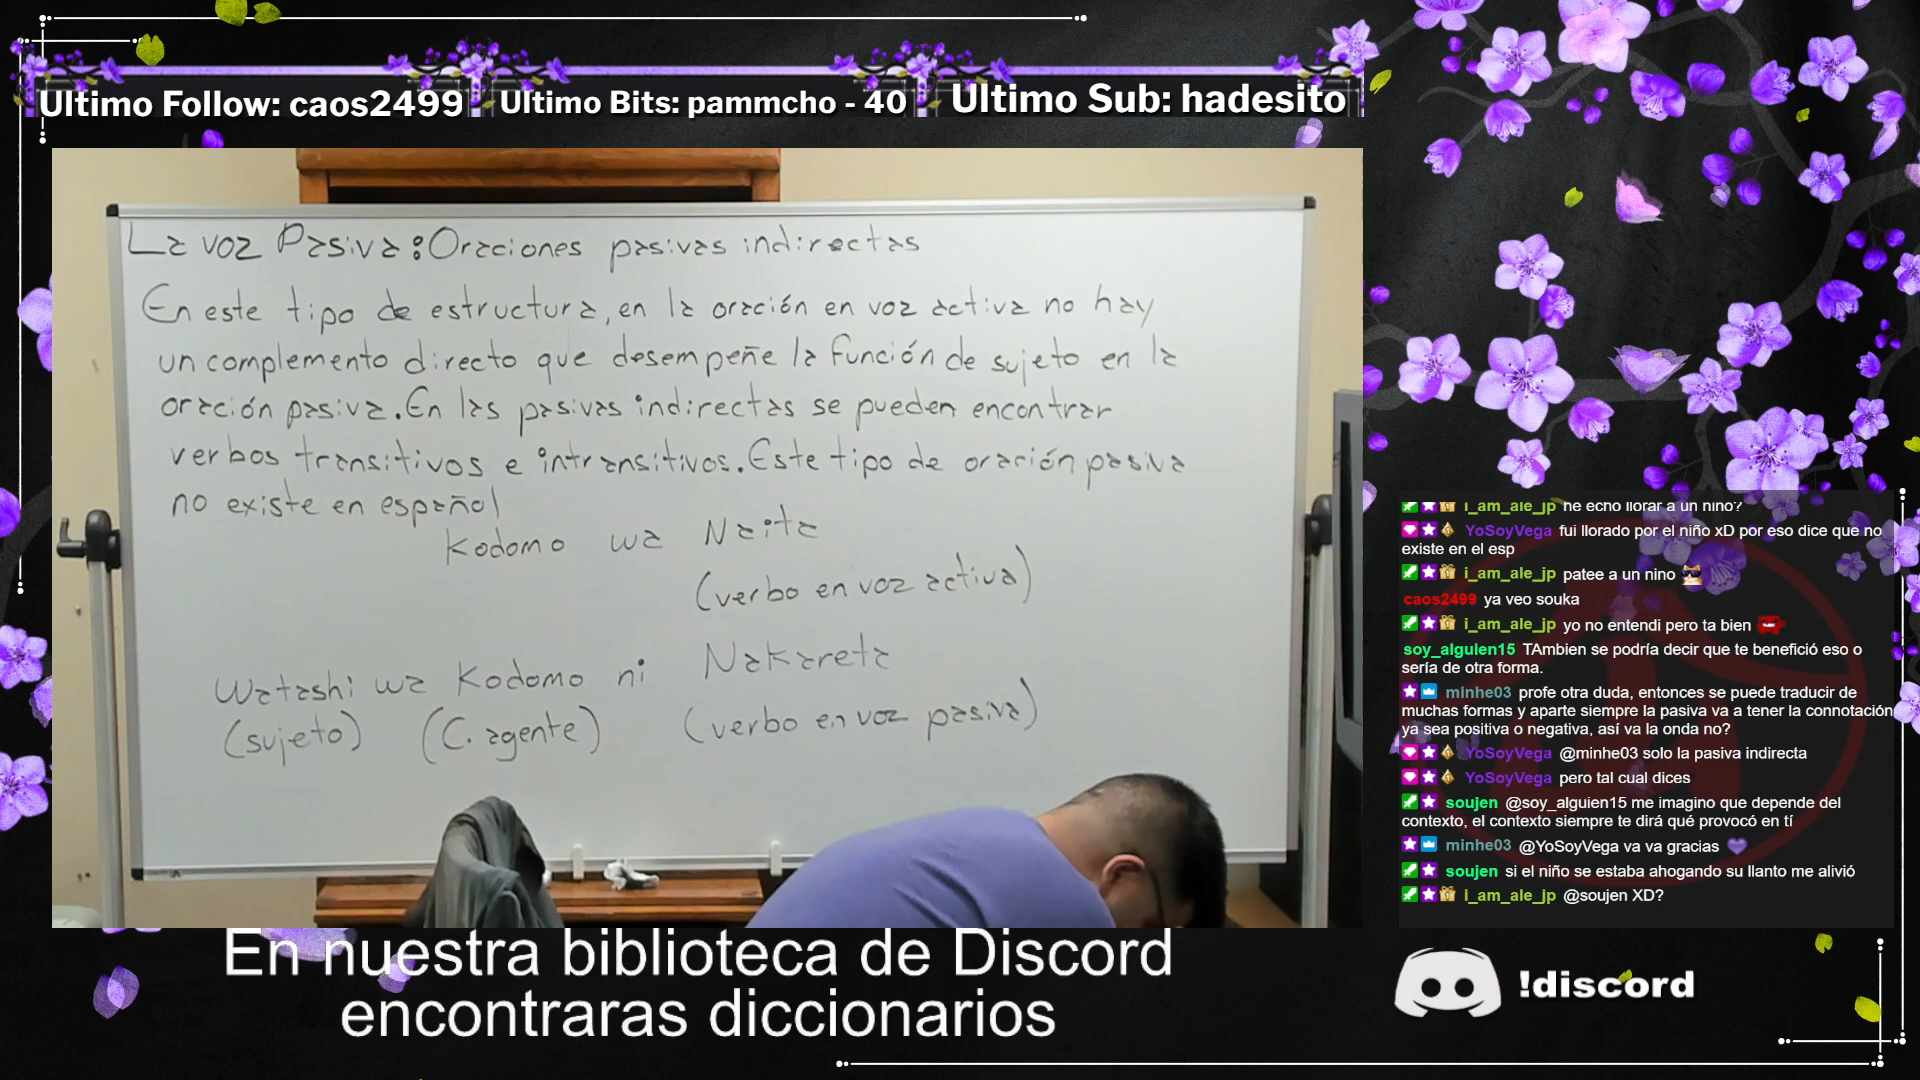 Ultimo Follow: caos2499
Ultimo Bits: pammcho - 40
Ultimo Sub: hadesito
La voz Pasiva: Oraciones pasivas indirectas
En este tipo de estructura, en la oración en voz activa no hay
un complemento directo que desempeñe la función de sujeto en la
oración pasiva. En las pasivas indirectas se pueden encontrar
verbos transitivos e intransitivos. Este tipo de oración pasiva
no existe en español
Kodomo wa Naita
(verbo en voz activa)
Watashi wa Kodomo ni Nakareta
(sujeto) (C. agente) (verbo en voz pasiva)
i_am_ale_jp he echo llorar a un niño?
YoSoyVega fui llorado por el niño xD por eso dice que no
existe en el esp
i_am_ale_jp patee a un nino
caos2499 ya veo souka
i_am_ale_jp yo no entendi pero ta bien
soy_alguien15 TAmbien se podría decir que te benefició eso o
sería de otra forma.
minhe03 profe otra duda, entonces se puede traducir de
muchas formas y aparte siempre la pasiva va a tener la connotación
ya sea positiva o negativa, así va la onda no?
YoSoyVega @minhe03 solo la pasiva indirecta
YoSoyVega pero tal cual dices
soujen @soy_alguien15 me imagino que depende del
contexto, el contexto siempre te dirá qué provocó en tí
minhe03 @YoSoyVega va va gracias
soujen si el niño se estaba ahogando su llanto me alivió
i_am_ale_jp @soujen XD?
En nuestra biblioteca de Discord
encontraras diccionarios
!discord